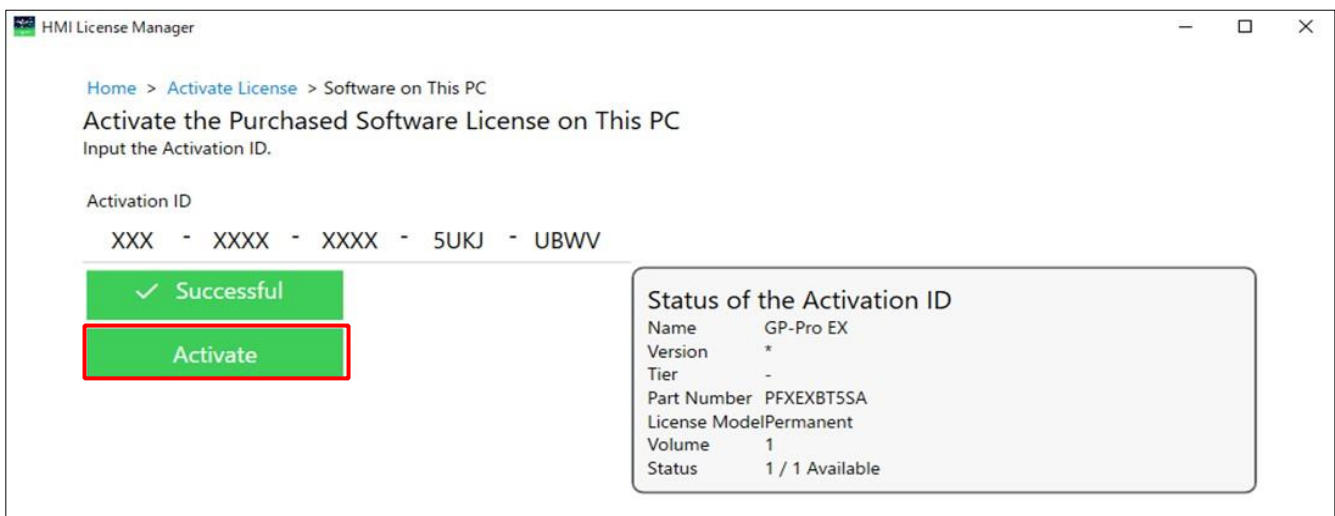 HMI License Manager
Home > Activate License > Software on This PC
Activate the Purchased Software License on This PC
Input the Activation ID.
Activation ID
XXX - XXXX - XXXX - 5UKJ - UBWV
Successful
Activate
Status of the Activation ID
Name GP-Pro EX
Version *
Tier -
Part Number PFXEXBT5SA
License Model Permanent
Volume 1
Status 1 / 1 Available